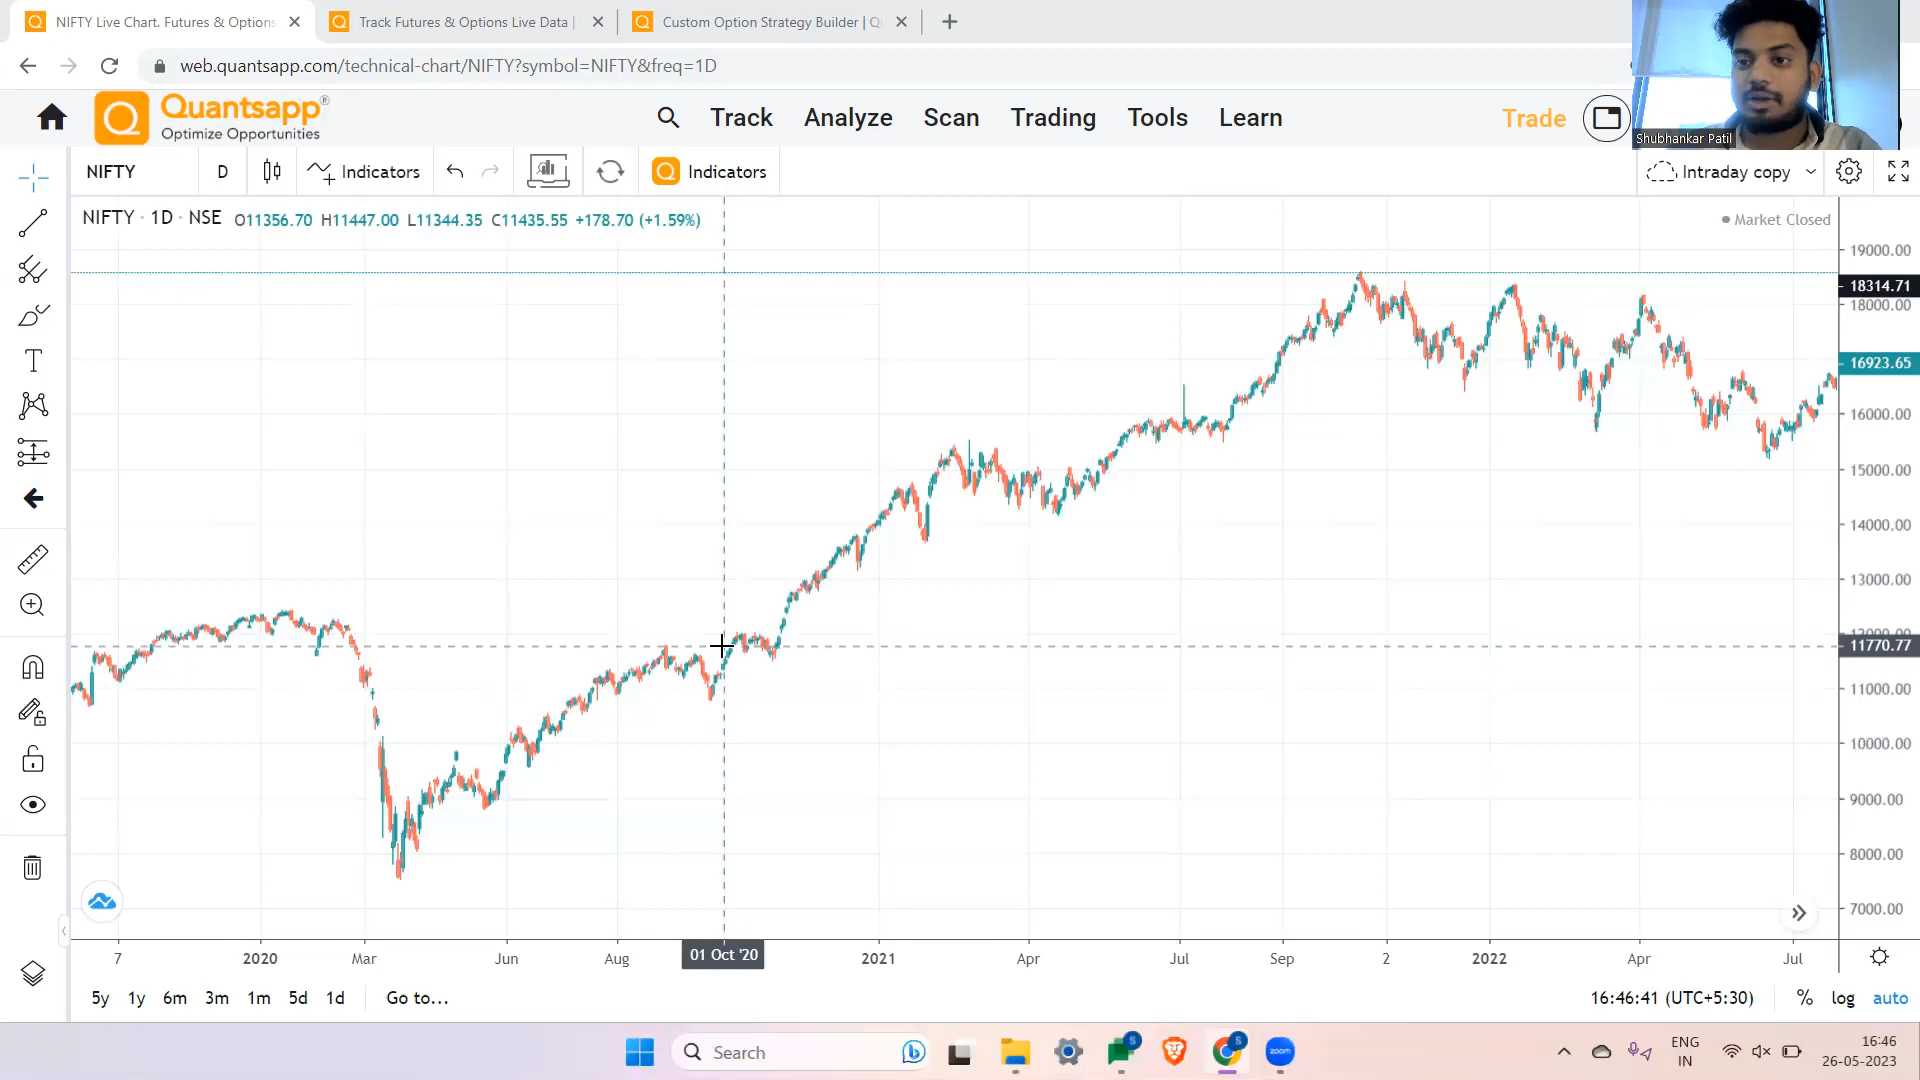 NIFTY Live Chart. Futures & Options
Track Futures & Options Live Data |
Custom Option Strategy Builder | Q
web.quantsapp.com/technical-chart/NIFTY?symbol=NIFTY&freq=1D
Quantsapp®
Optimize Opportunities
Track
Analyze
Scan
Trading
Tools
Learn
Trade
Shubhankar Patil
NIFTY
D
Indicators
Indicators
Intraday copy
NIFTY · 1D · NSE O11356.70 H11447.00 L11344.35 C11435.55 +178.70 (+1.59%)
Market Closed
19000.00
18314.71
18000.00
16923.65
16000.00
15000.00
14000.00
13000.00
12000.00
11770.77
11000.00
10000.00
9000.00
8000.00
7000.00
7 2020 Mar Jun Aug 01 Oct '20 2021 Apr Jul Sep 2 2022 Apr Jul
5y 1y 6m 3m 1m 5d 1d Go to...
16:46:41 (UTC+5:30) % log auto
Search
S
S
zoom
ENG
IN
16:46
26-05-2023